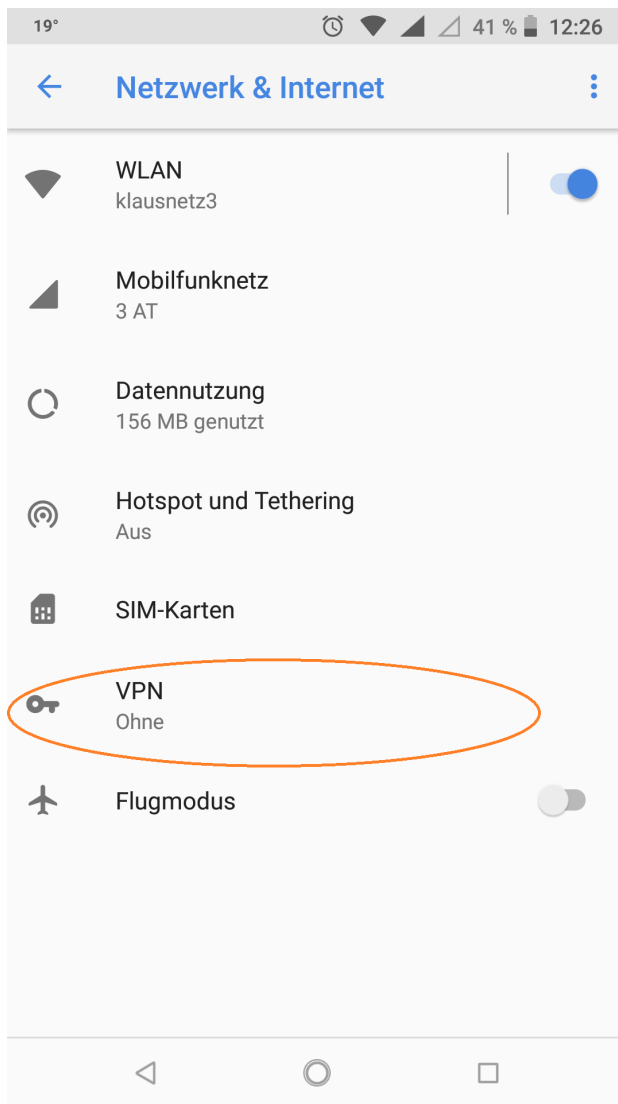 19°
41 %
12:26
Netzwerk & Internet
WLAN
klausnetz3
Mobilfunknetz
3 AT
Datennutzung
156 MB genutzt
Hotspot und Tethering
Aus
SIM-Karten
VPN
Ohne
Flugmodus